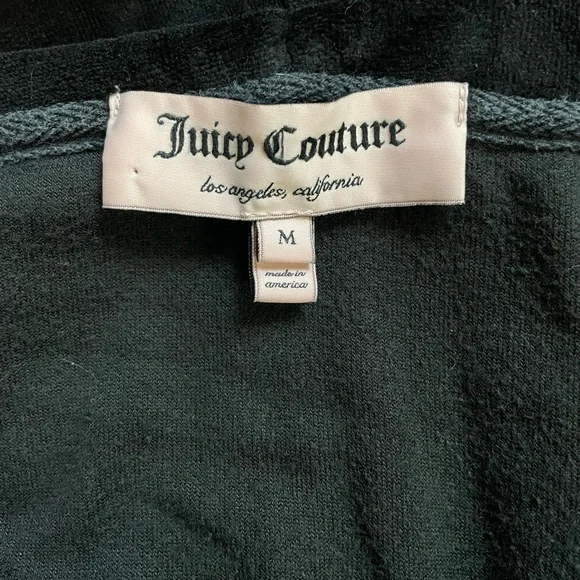 Juicy Couture
los angeles, california
M
made in
america